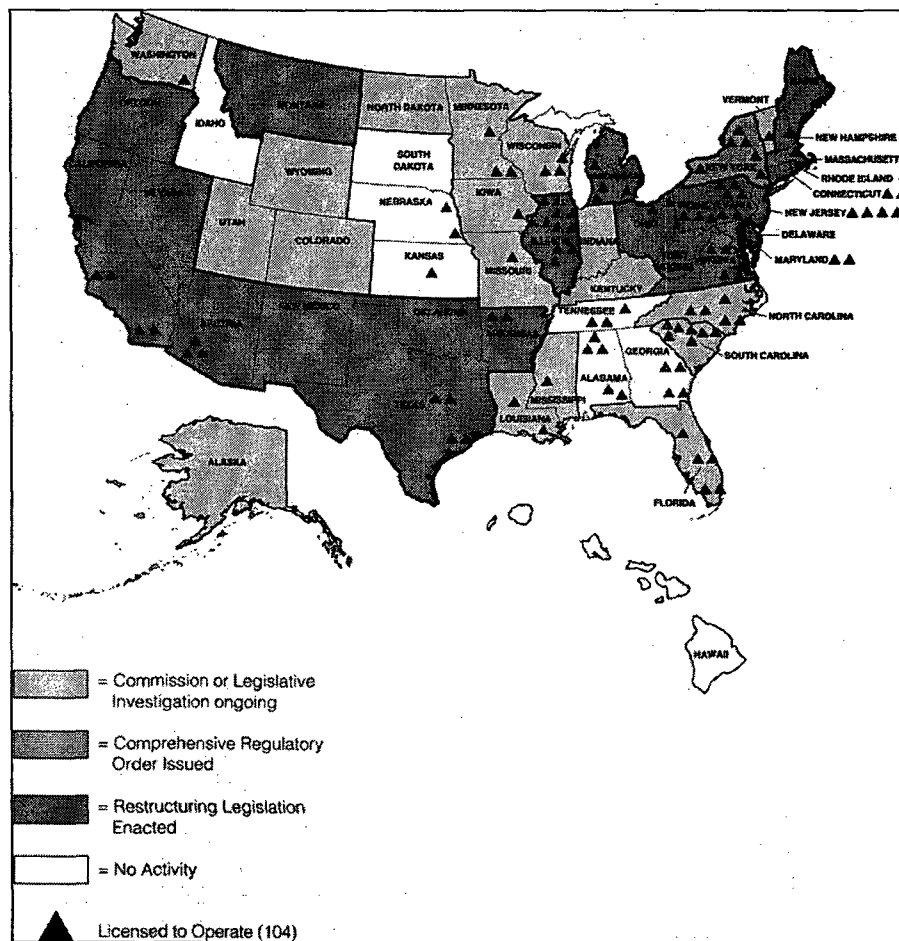 WASHINGTON
MONTANA
NORTH DAKOTA
MINNESOTA
VERMONT
IDAHO
NEW HAMPSHIRE
WISCONSIN
SOUTH
DAKOTA
MASSACHUSETT
WYOMING
RHODE ISLAND
CONNECTICUT
IOWA
NEBRASKA
NEW JERSEY
UTAH
DELAWARE
COLORADO
INDIANA
KANSAS
MARYLAND
MISSOURI
KENTUCKY
TENNESSEE
NORTH CAROLINA
ARIZONA
GEORGIA
SOUTH CAROLINA
ALABAMA
MISSISSIPPI
TEXAS
LOUISIANA
ALASKA
FLORIDA
HAWAII
= Commission or Legislative
Investigation ongoing
= Comprehensive Regulatory
Order Issued
= Restructuring Legislation
Enacted
= No Activity
Licensed to Operate (104)